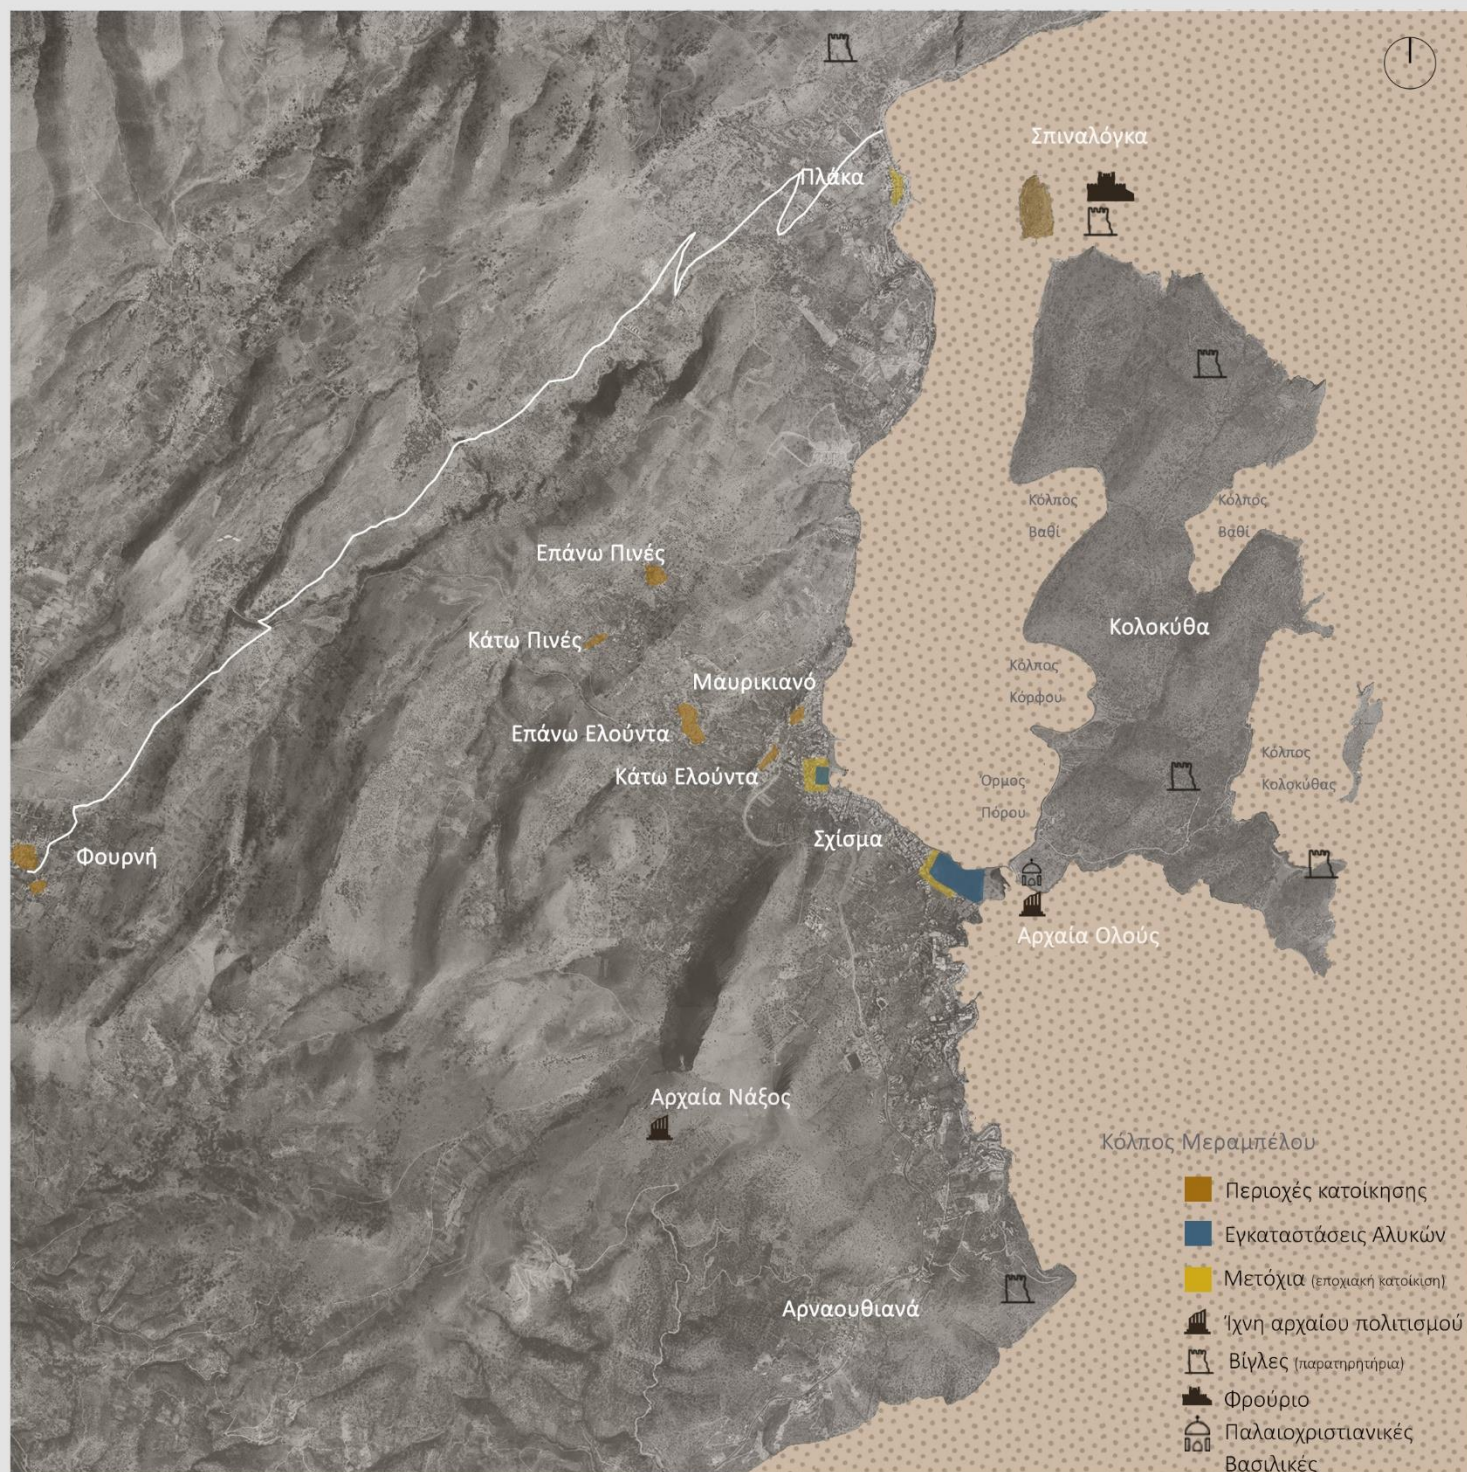 Σπιναλόγκα
Πλάκα
Κόλπος
Βαθί
Κόλπος
Βαθί
Επάνω Πινές
Κολοκύθα
Κάτω Πινές
Κόλπος
Κόρφου
Μαυρικιανό
Επάνω Ελούντα
Κόλπος
Κολοκύθας
Κάτω Ελούντα
Όρμος
Πόρου
Σχίσμα
Φουρνή
Αρχαία Ολούς
Αρχαία Νάξος
Κόλπος Μεραμπέλου
Περιοχές κατοίκησης
Εγκαταστάσεις Αλυκών
Μετόχια (εποχιακή κατοίκιση)
Ίχνη αρχαίου πολιτισμού
Αρναουθιανά
Βίγλες (παρατηρητήρια)
Φρούριο
Παλαιοχριστιανικές
Βασιλικές